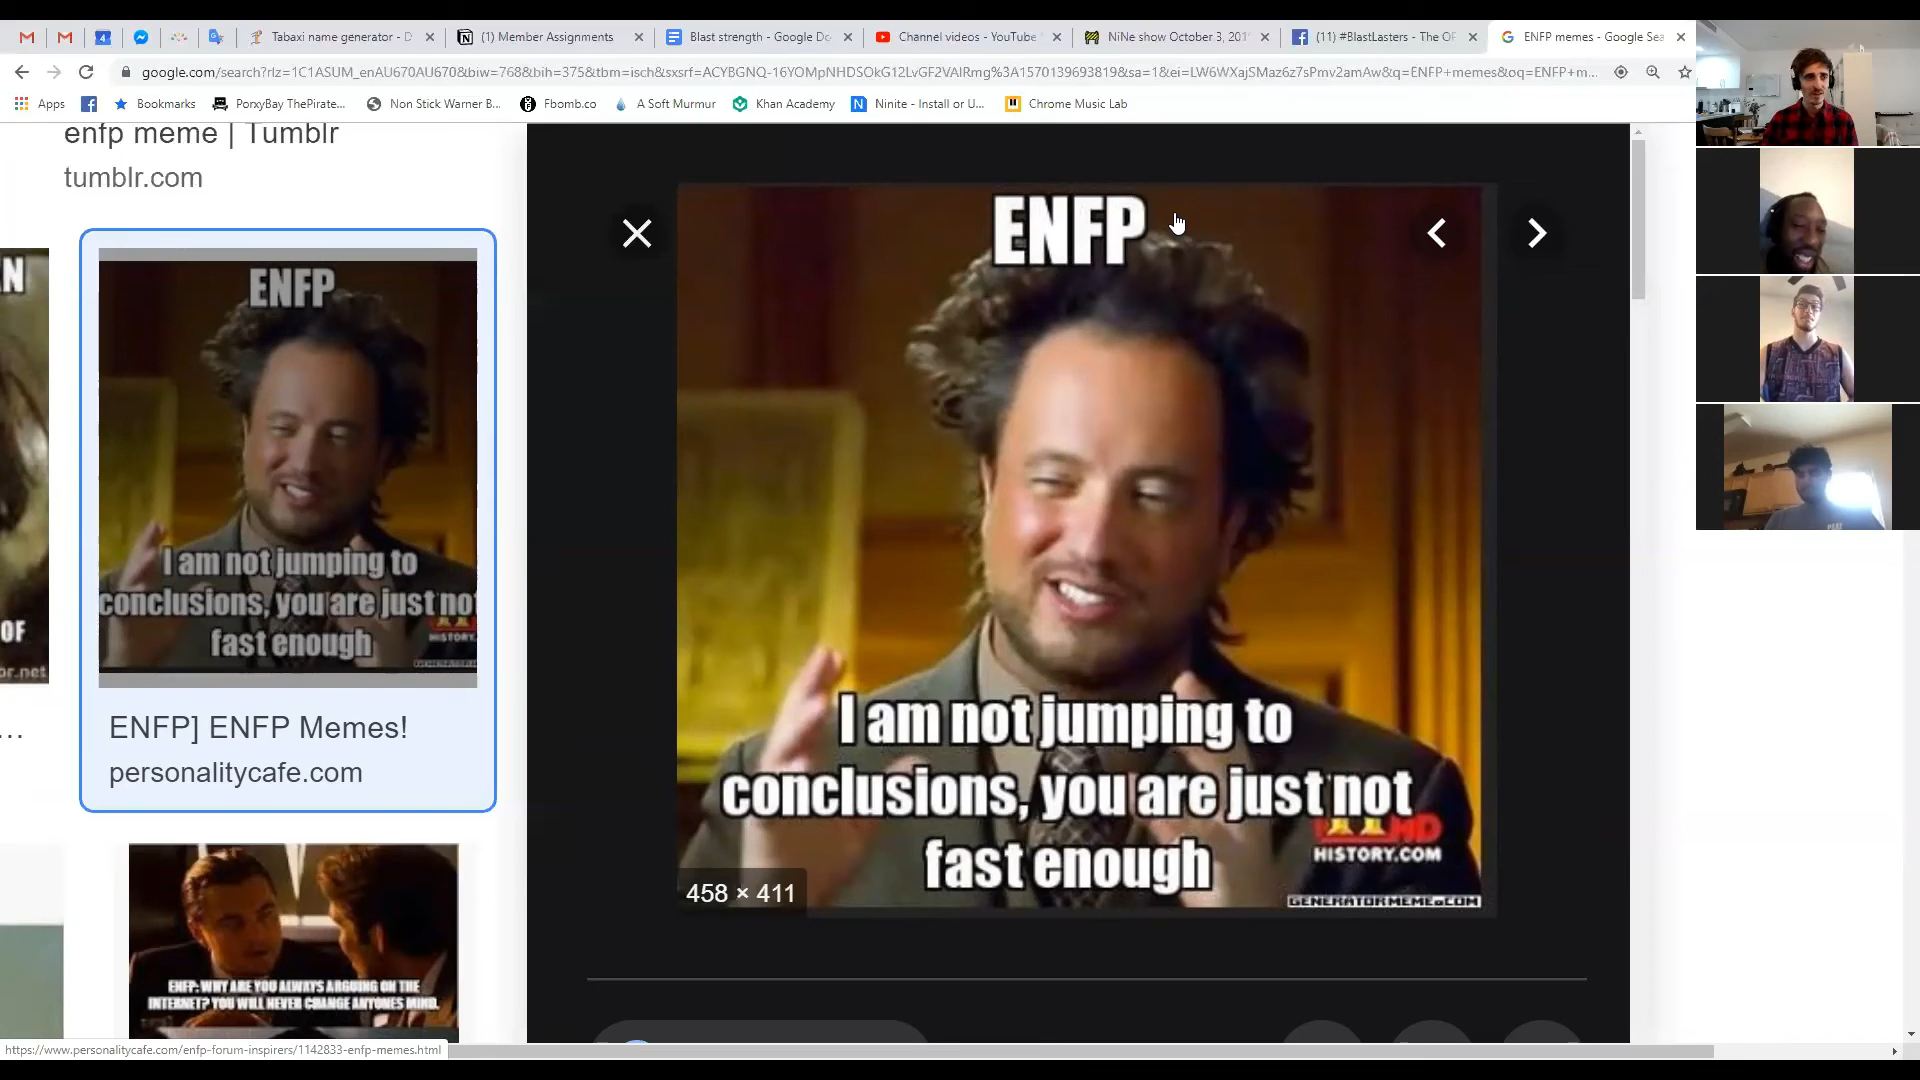 Tabaxi name generator - D
(1) Member Assignments
Blast strength - Google Do
Channel videos - YouTube
NiNe show October 3, 201
(11) #BlastLasters - The OF
ENFP memes - Google Sea
google.com/search?rlz=1C1ASUM_enAU670AU670&biw=768&bih=375&tbm=isch&sxsrf=ACYBGNQ-16YOMpNHDSOkG12LvGF2VAlRmg%3A1570139693819&sa=1&ei=LW6WXajSMaz6z7sPmv2amAw&q=ENFP+memes&oq=ENFP+m...
Apps
Bookmarks
PorxyBay ThePirate...
Non Stick Warner B...
Fbomb.co
A Soft Murmur
Khan Academy
Ninite - Install or U...
Chrome Music Lab
enfp meme | Tumblr
tumblr.com
ENFP
I am not jumping to
conclusions, you are just no
fast enough
HISTORY.
ENFP] ENFP Memes!
personalitycafe.com
OF
or.net
...
ENFP: WHY ARE YOU ALWAYS ARGUING ON THE
INTERNET? YOU WILL NEVER CHANGE ANYONES MIND.
ENFP
I am not jumping to
conclusions, you are just not
fast enough
HD
HISTORY.COM
GENERATORMEME.COM
458 × 411
https://www.personalitycafe.com/enfp-forum-inspirers/1142833-enfp-memes.html